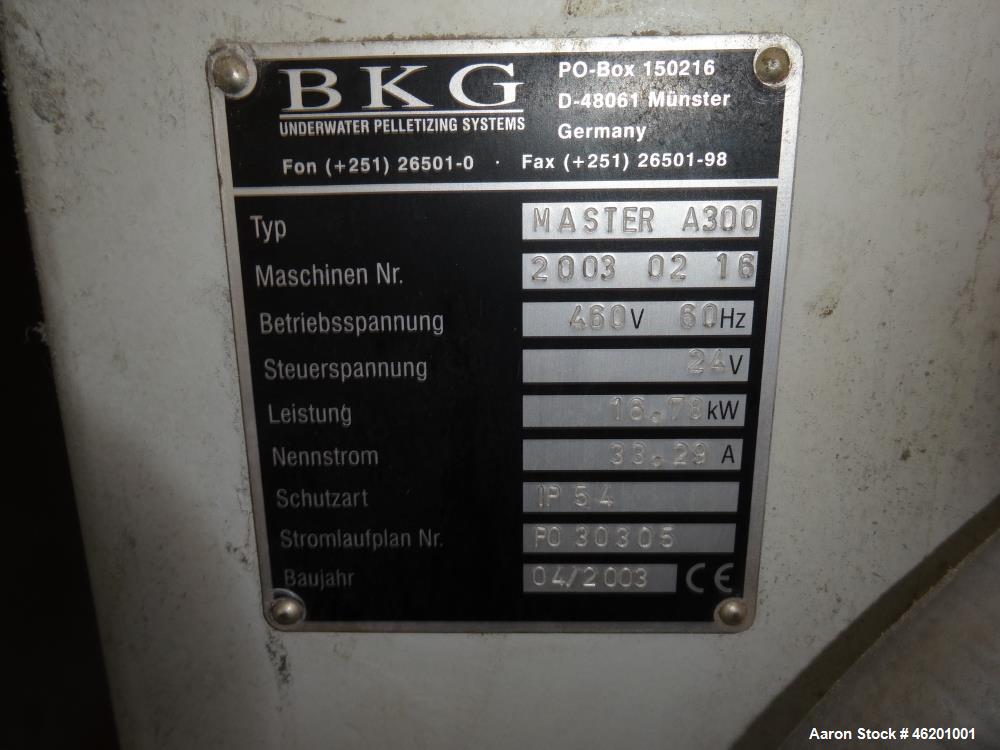 BKG
UNDERWATER PELLETIZING SYSTEMS
PO-Box 150216
D-48061 Münster
Germany
Fon (+251) 26501-0 · Fax (+251) 26501-98
Typ MASTER A300
Maschinen Nr. 2003 02 16
Betriebsspannung 460V 60Hz
Steuerspannung 24V
Leistung 16.78kW
Nennstrom 33.29 A
Schutzart IP 54
Stromlaufplan Nr. PO 30305
Baujahr 04/2003 CE
Aaron Stock # 46201001